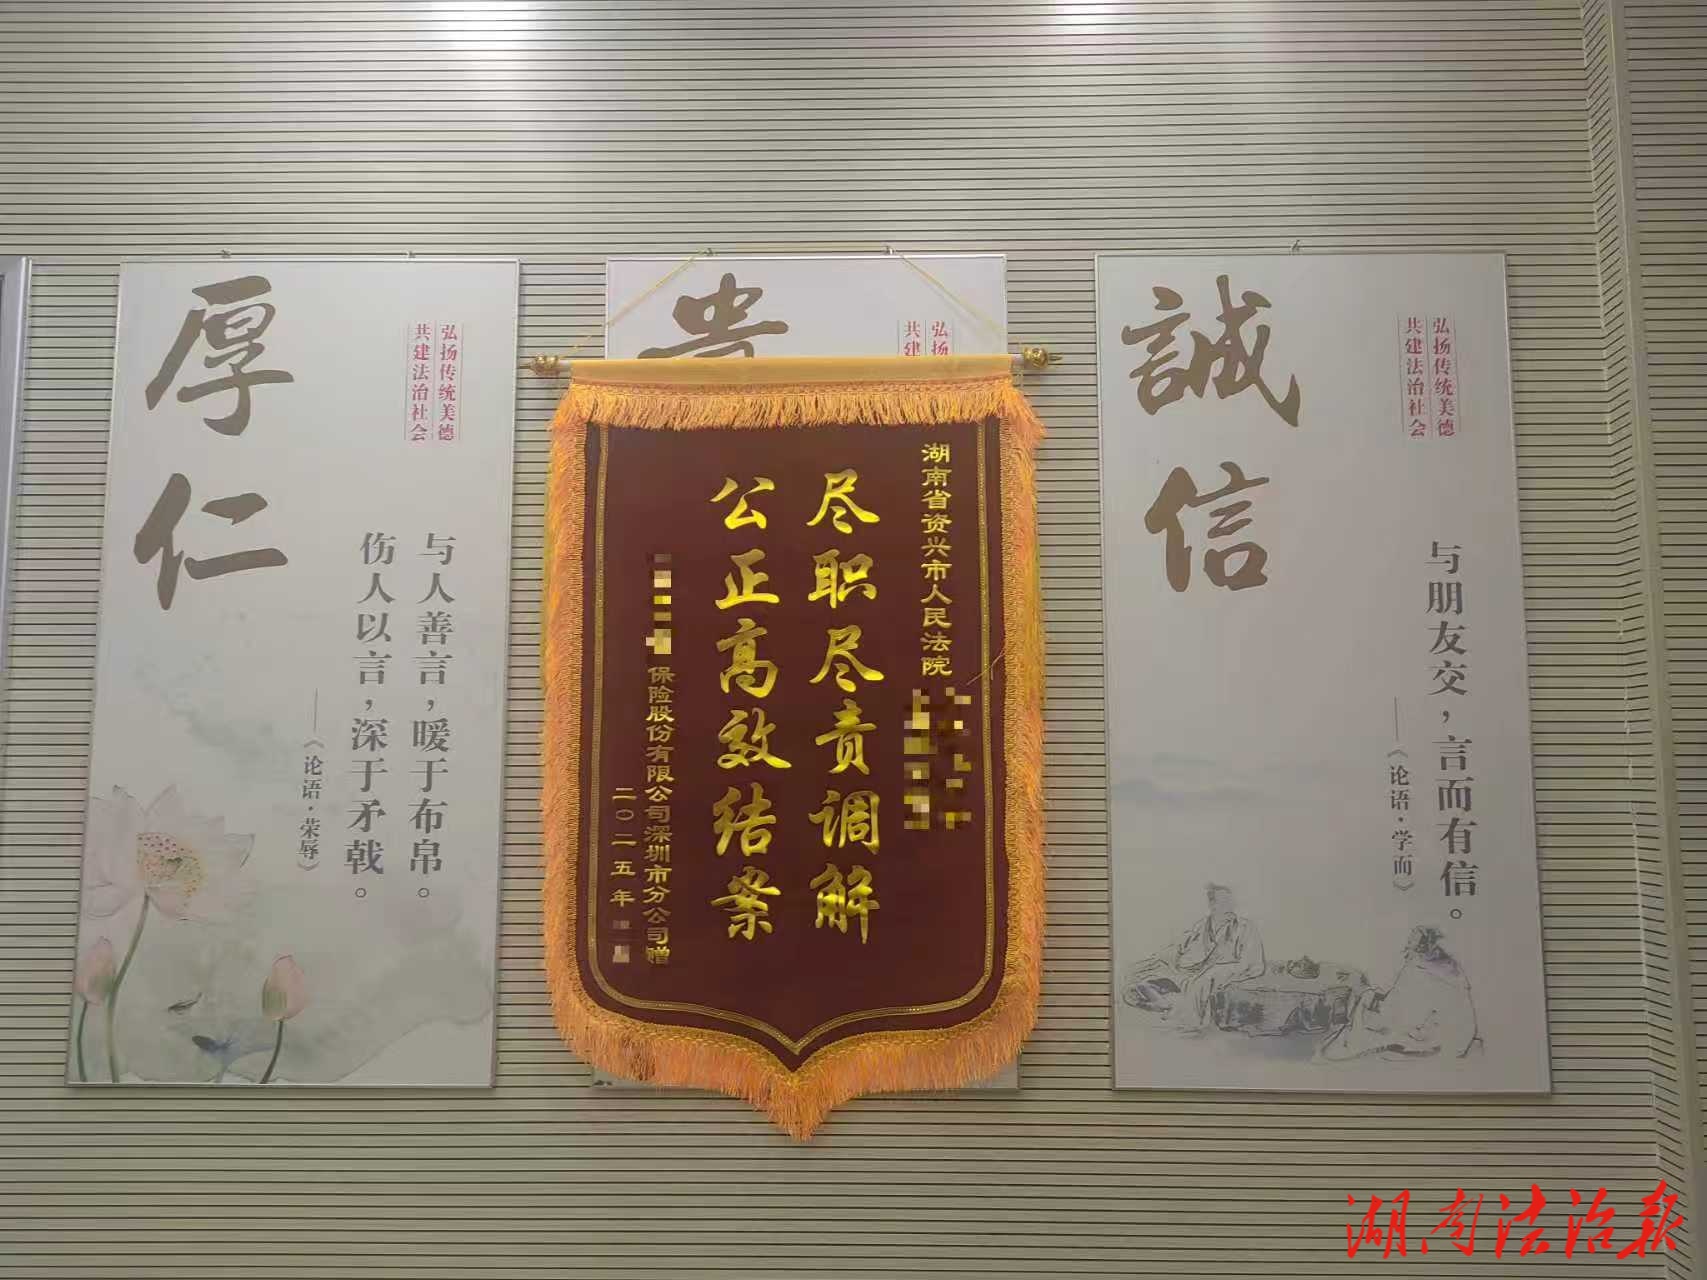 厚仁
弘扬传统美德
共建法治社会
与人善言，暖于布帛。
伤人以言，深于矛戟。
——《论语·荣辱》
贵
弘扬
共建
湖南省资兴市人民法院
尽职尽责调解
公正高效结案
保险股份有限公司深圳市分公司赠
二〇二五年
誠信
弘扬传统美德
共建法治社会
与朋友交，言而有信。
——《论语·学而》
湖南法治报